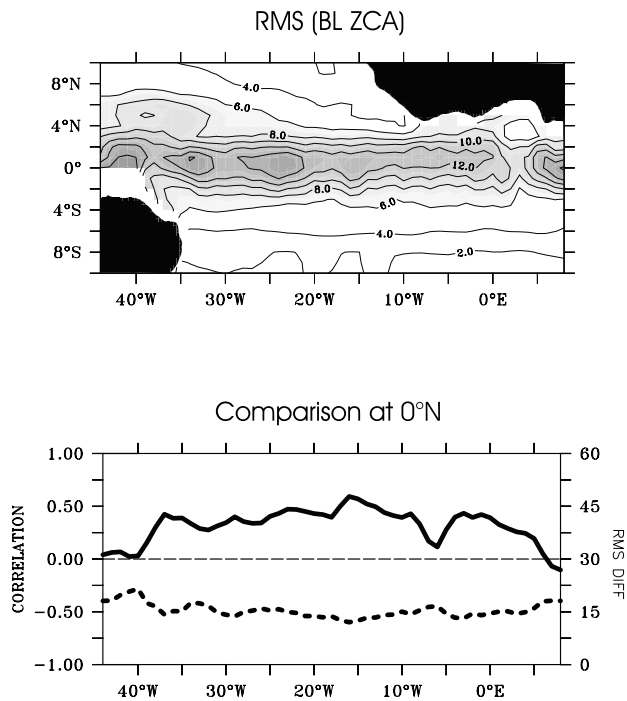 RMS (BL ZCA)
8°N
4.0
6.0
4°N
8.0
10.0
0°
12.0
8.0
4°S
6.0
4.0
8°S
2.0
40°W 30°W 20°W 10°W 0°E
Comparison at 0°N
1.00 60
0.50 45
0.00 30
-0.50 15
-1.00 0
CORRELATION
RMS DIFF
40°W 30°W 20°W 10°W 0°E